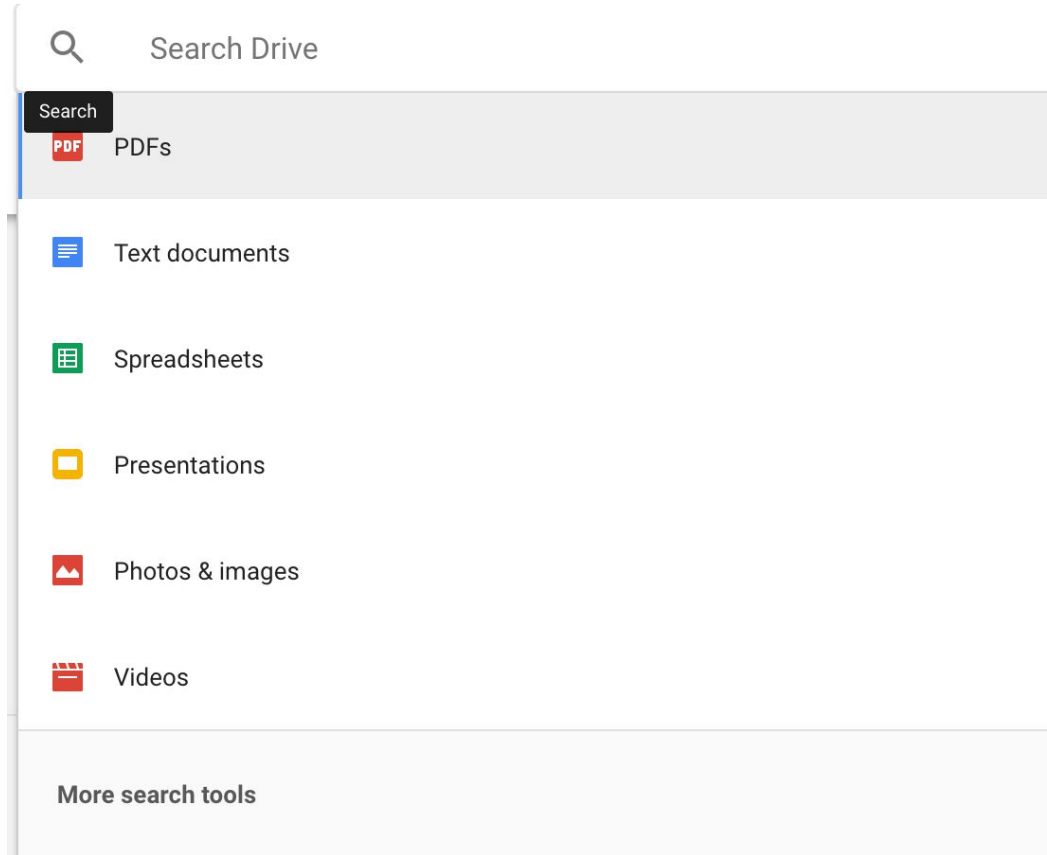 Search Drive
Search
PDF PDFs
Text documents
Spreadsheets
Presentations
Photos & images
Videos
More search tools